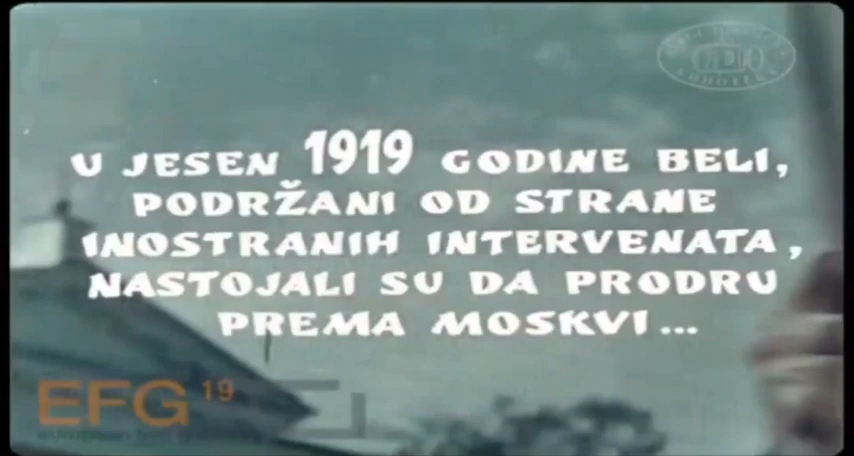 U JESEN 1919 GODINE BELI,
PODRŽANI OD STRANE
INOSTRANIH INTERVENATA,
NASTOJALI SU DA PRODRU
PREMA MOSKVI...
EFG 19